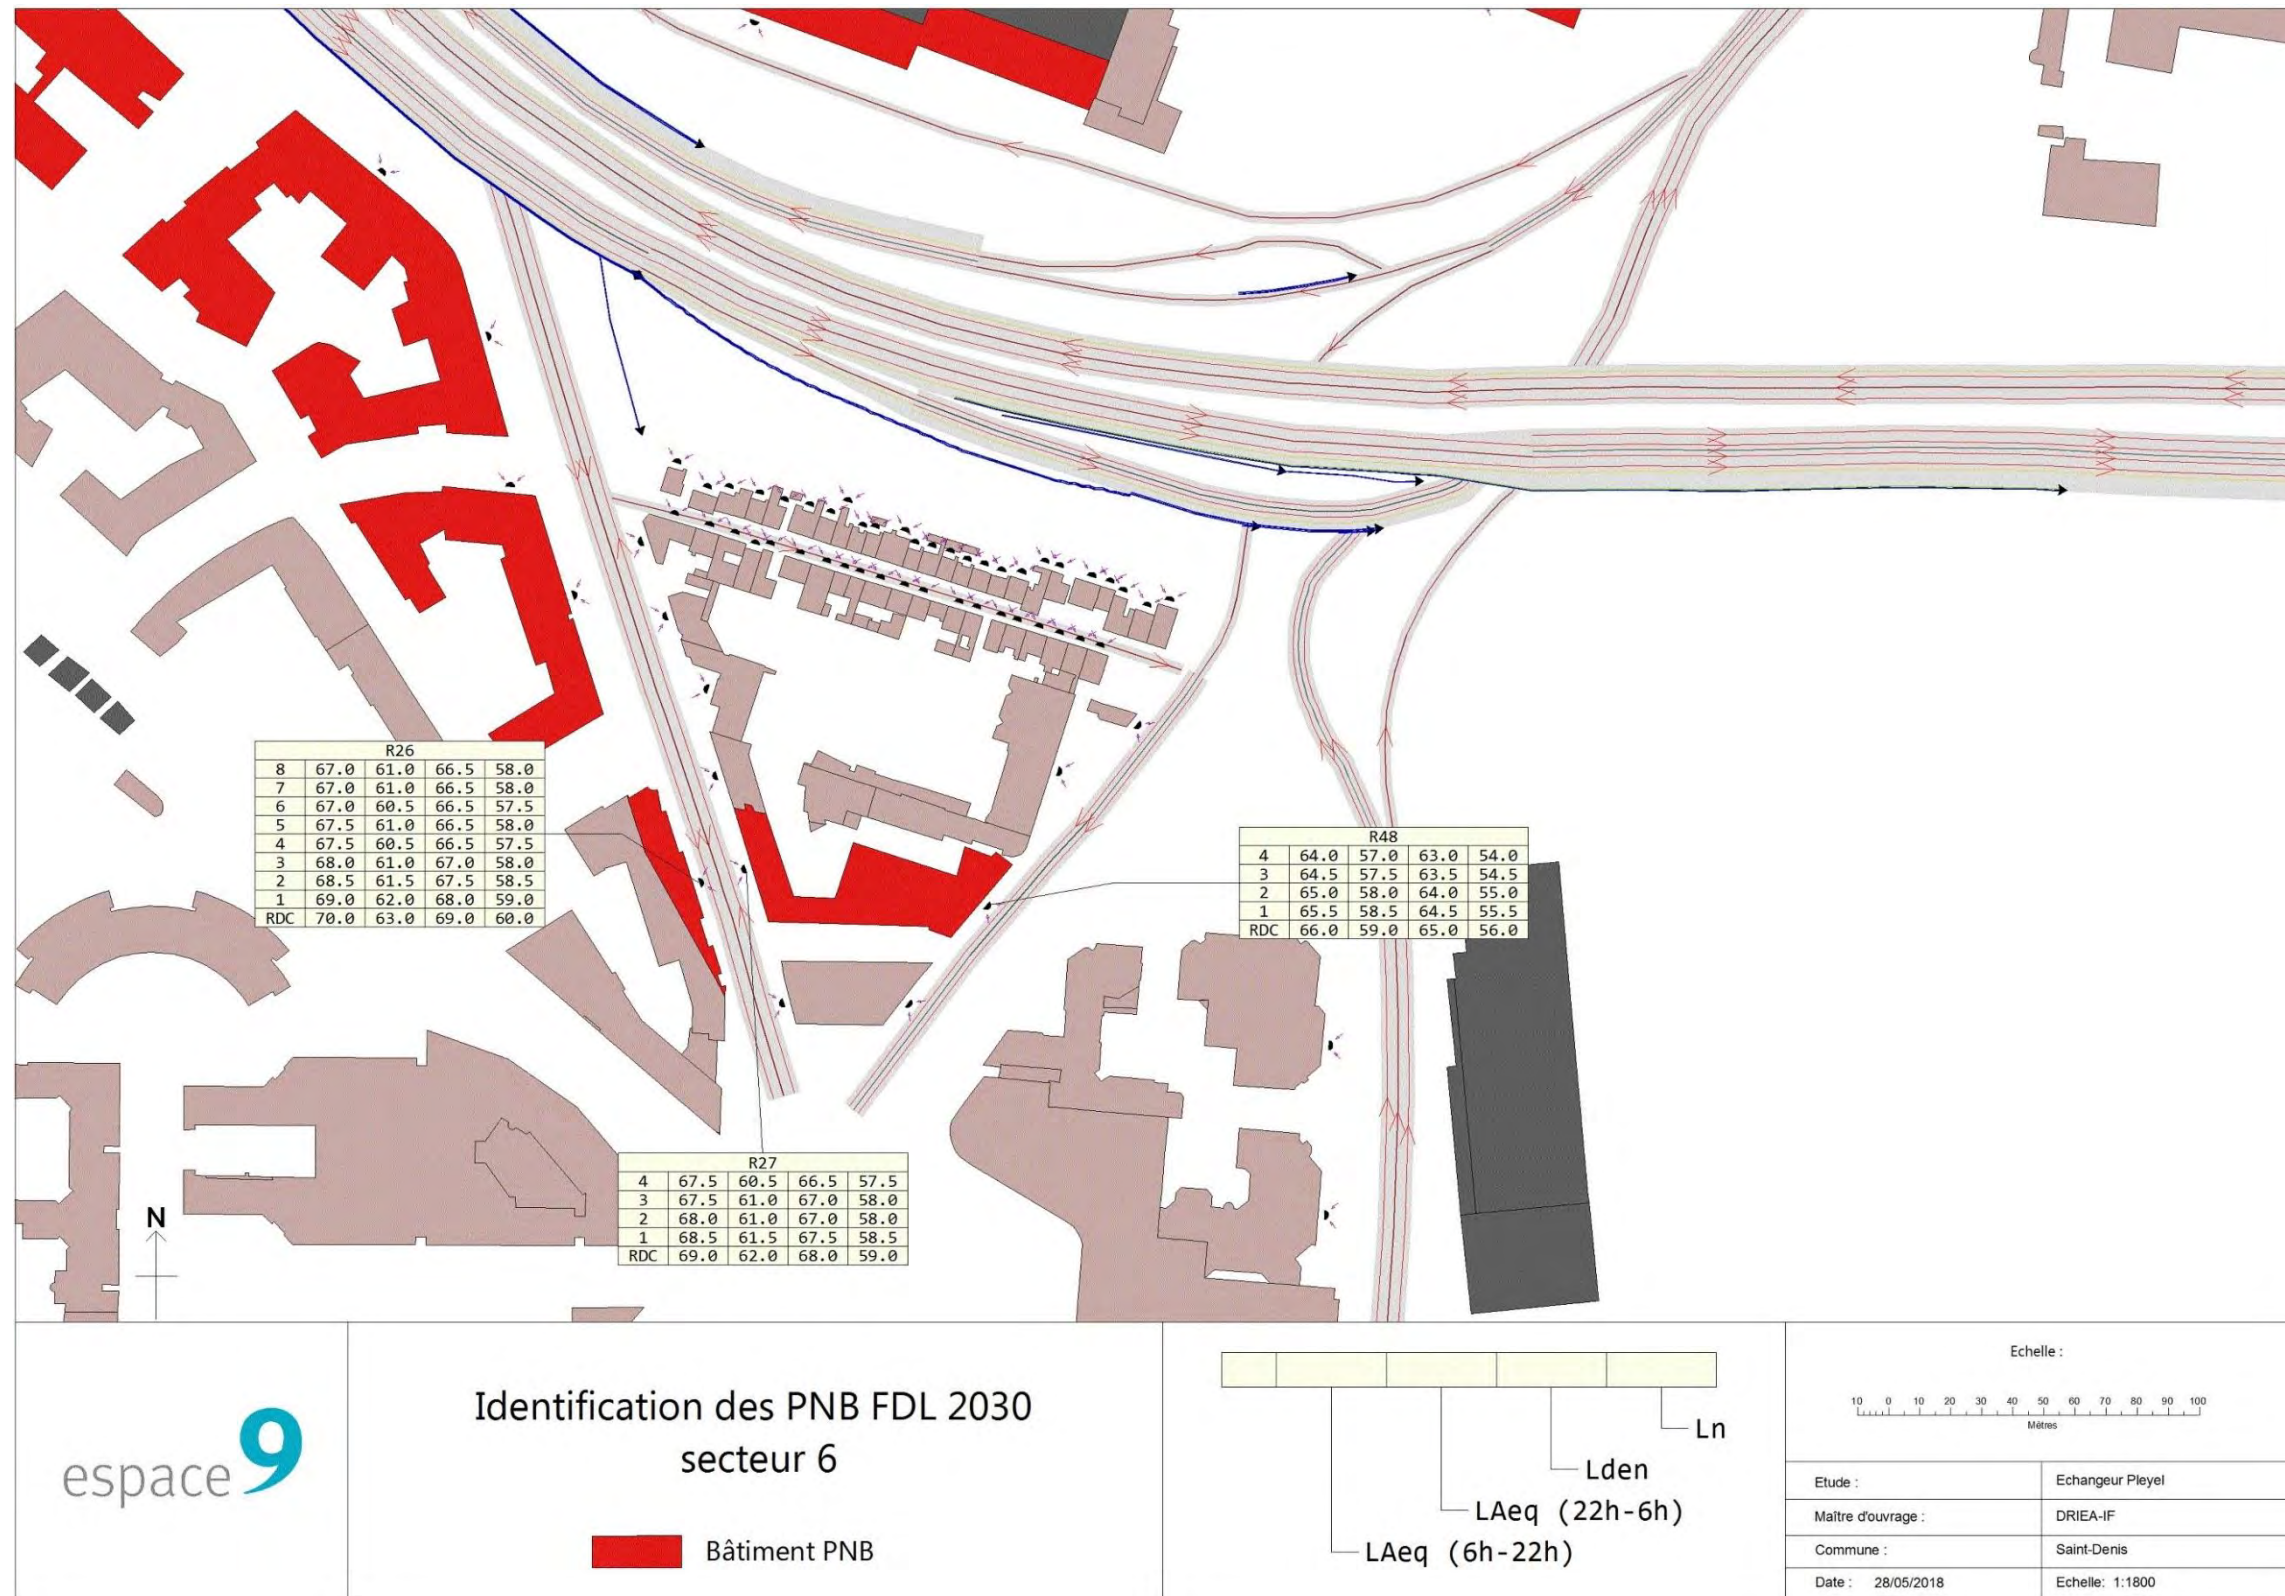 R26
8 67.0 61.0 66.5 58.0
7 67.0 61.0 66.5 58.0
6 67.0 60.5 66.5 57.5
5 67.5 61.0 66.5 58.0
4 67.5 60.5 66.5 57.5
3 68.0 61.0 67.0 58.0
2 68.5 61.5 67.5 58.5
1 69.0 62.0 68.0 59.0
RDC 70.0 63.0 69.0 60.0
R48
4 64.0 57.0 63.0 54.0
3 64.5 57.5 63.5 54.5
2 65.0 58.0 64.0 55.0
1 65.5 58.5 64.5 55.5
RDC 66.0 59.0 65.0 56.0
R27
4 67.5 60.5 66.5 57.5
3 67.5 61.0 67.0 58.0
2 68.0 61.0 67.0 58.0
1 68.5 61.5 67.5 58.5
RDC 69.0 62.0 68.0 59.0
N
espace 9
Identification des PNB FDL 2030
secteur 6
Bâtiment PNB
Ln
Lden
LAeq (22h-6h)
LAeq (6h-22h)
Echelle :
10 0 10 20 30 40 50 60 70 80 90 100
Mètres
Etude : Echangeur Pleyel
Maître d'ouvrage : DRIEA-IF
Commune : Saint-Denis
Date : 28/05/2018 Echelle: 1:1800